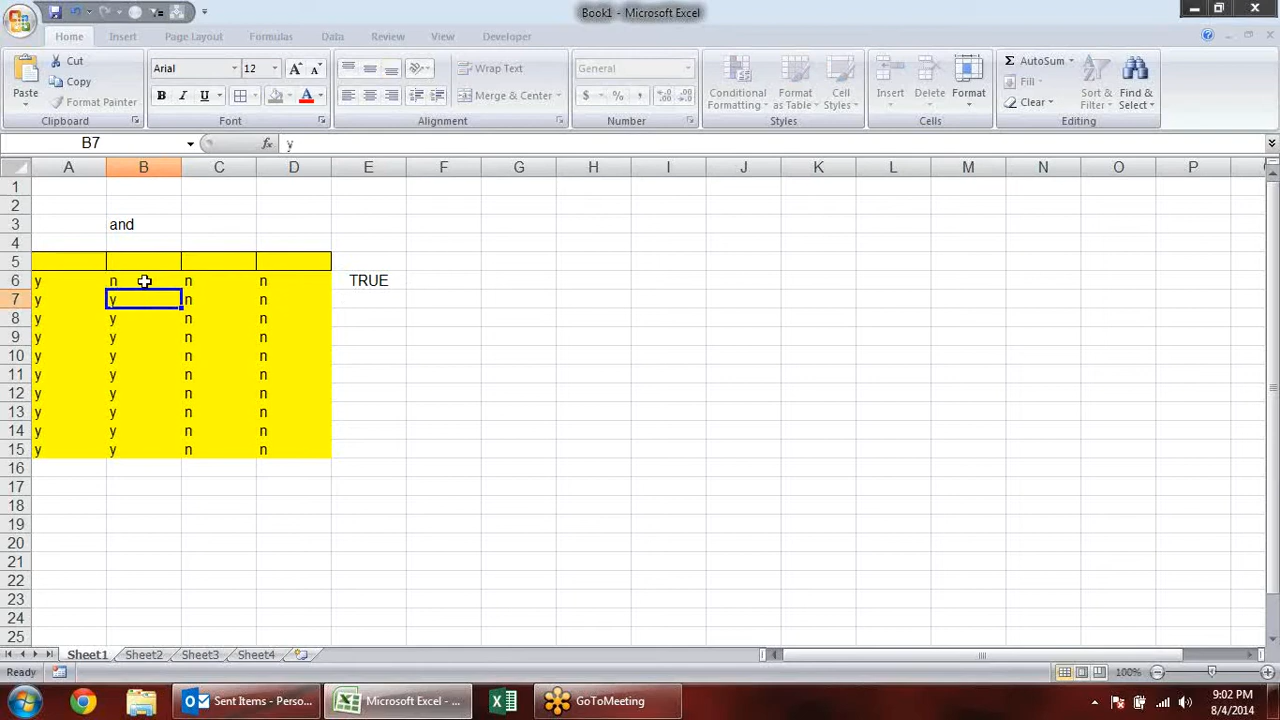 Book1 - Microsoft Excel
Home Insert Page Layout Formulas Data Review View Developer
Paste
Cut
Copy
Format Painter
Clipboard
Arial 12
B I U A
Font
Wrap Text
Merge & Center
Alignment
General
$ % ,
Number
Conditional Formatting
Format as Table
Cell Styles
Styles
Insert Delete Format
Cells
Σ AutoSum
Fill
Clear
Sort & Filter
Find & Select
Editing
B7 fx y
A B C D E F G H I J K L M N O P
1
2
3 and
4
5
6 y n n n TRUE
7 y y n n
8 y y n n
9 y y n n
10 y y n n
11 y y n n
12 y y n n
13 y y n n
14 y y n n
15 y y n n
16
17
18
19
20
21
22
23
24
25
Sheet1 Sheet2 Sheet3 Sheet4
Ready 100%
Sent Items - Perso... Microsoft Excel - ... GoToMeeting
9:02 PM
8/4/2014